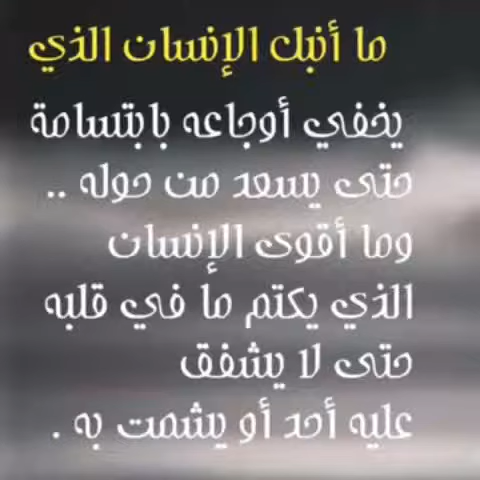 ما أنبل الإنسان الذي
يخفي أوجاعه بابتسامة
حتى يسعد من حوله ..
وما أقوى الإنسان
الذي يكتم ما في قلبه
حتى لا يشفق
عليه أحد أو يشمت به .